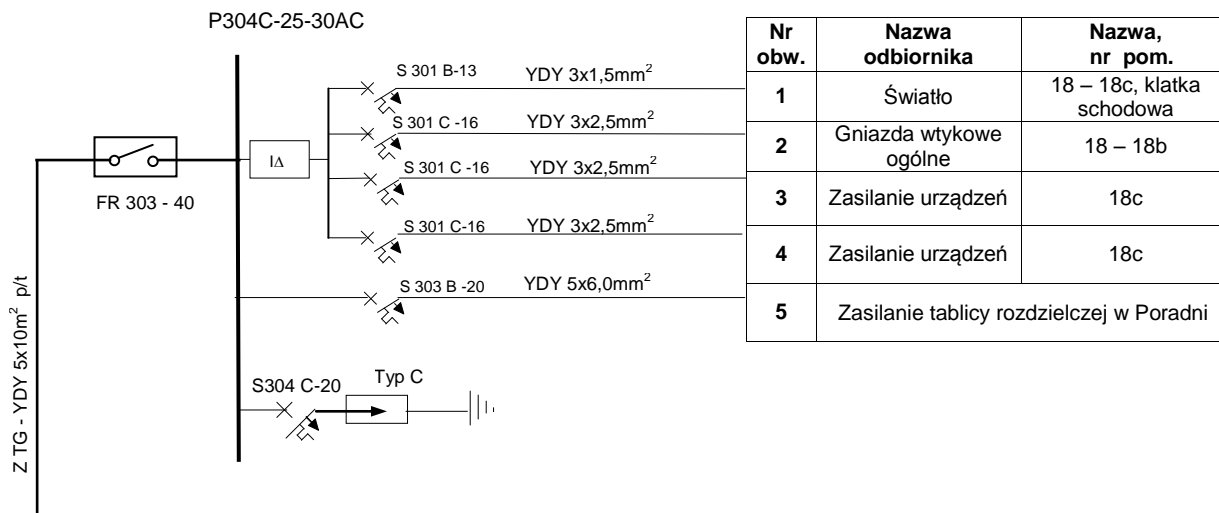 P304C-25-30AC
S 301 B-13
YDY 3x1,5mm²
S 301 C -16
YDY 3x2,5mm²
IΔ
S 301 C -16
YDY 3x2,5mm²
FR 303 - 40
S 301 C-16
YDY 3x2,5mm²
S 303 B -20
YDY 5x6,0mm²
Z TG - YDY 5x10m² p/t
S304 C-20
Typ C
Nr
obw.
Nazwa
odbiornika
Nazwa,
nr pom.
1
Światło
18 – 18c, klatka
schodowa
2
Gniazda wtykowe
ogólne
18 – 18b
3
Zasilanie urządzeń
18c
4
Zasilanie urządzeń
18c
5
Zasilanie tablicy rozdzielczej w Poradni